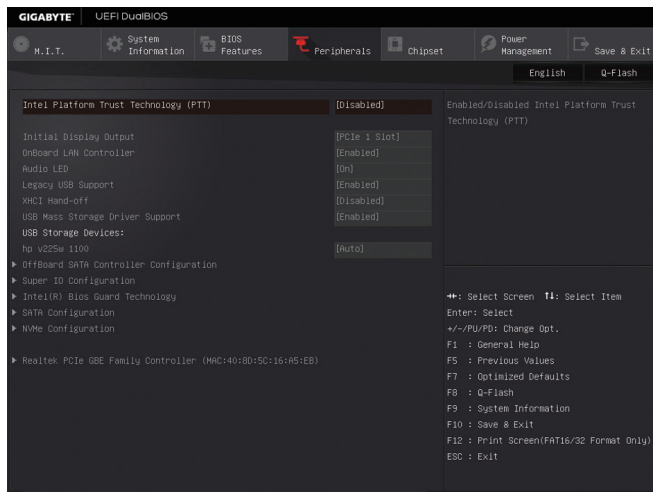 GIGABYTE™ UEFI DualBIOS
M.I.T. System Information BIOS Features Peripherals Chipset Power Management Save & Exit
English Q-Flash
Intel Platform Trust Technology (PTT) [Disabled]
Initial Display Output [PCIe 1 Slot]
OnBoard LAN Controller [Enabled]
Audio LED [On]
Legacy USB Support [Enabled]
XHCI Hand-off [Disabled]
USB Mass Storage Driver Support [Enabled]
USB Storage Devices:
hp v225w 1100 [Auto]
OffBoard SATA Controller Configuration
Super IO Configuration
Intel(R) Bios Guard Technology
SATA Configuration
NVMe Configuration
Realtek PCIe GBE Family Controller (MAC:40:8D:5C:16:A5:EB)
Enabled/Disabled Intel Platform Trust
Technology (PTT)
→←: Select Screen ↑↓: Select Item
Enter: Select
+/-/PU/PD: Change Opt.
F1 : General Help
F5 : Previous Values
F7 : Optimized Defaults
F8 : Q-Flash
F9 : System Information
F10 : Save & Exit
F12 : Print Screen(FAT16/32 Format Only)
ESC : Exit